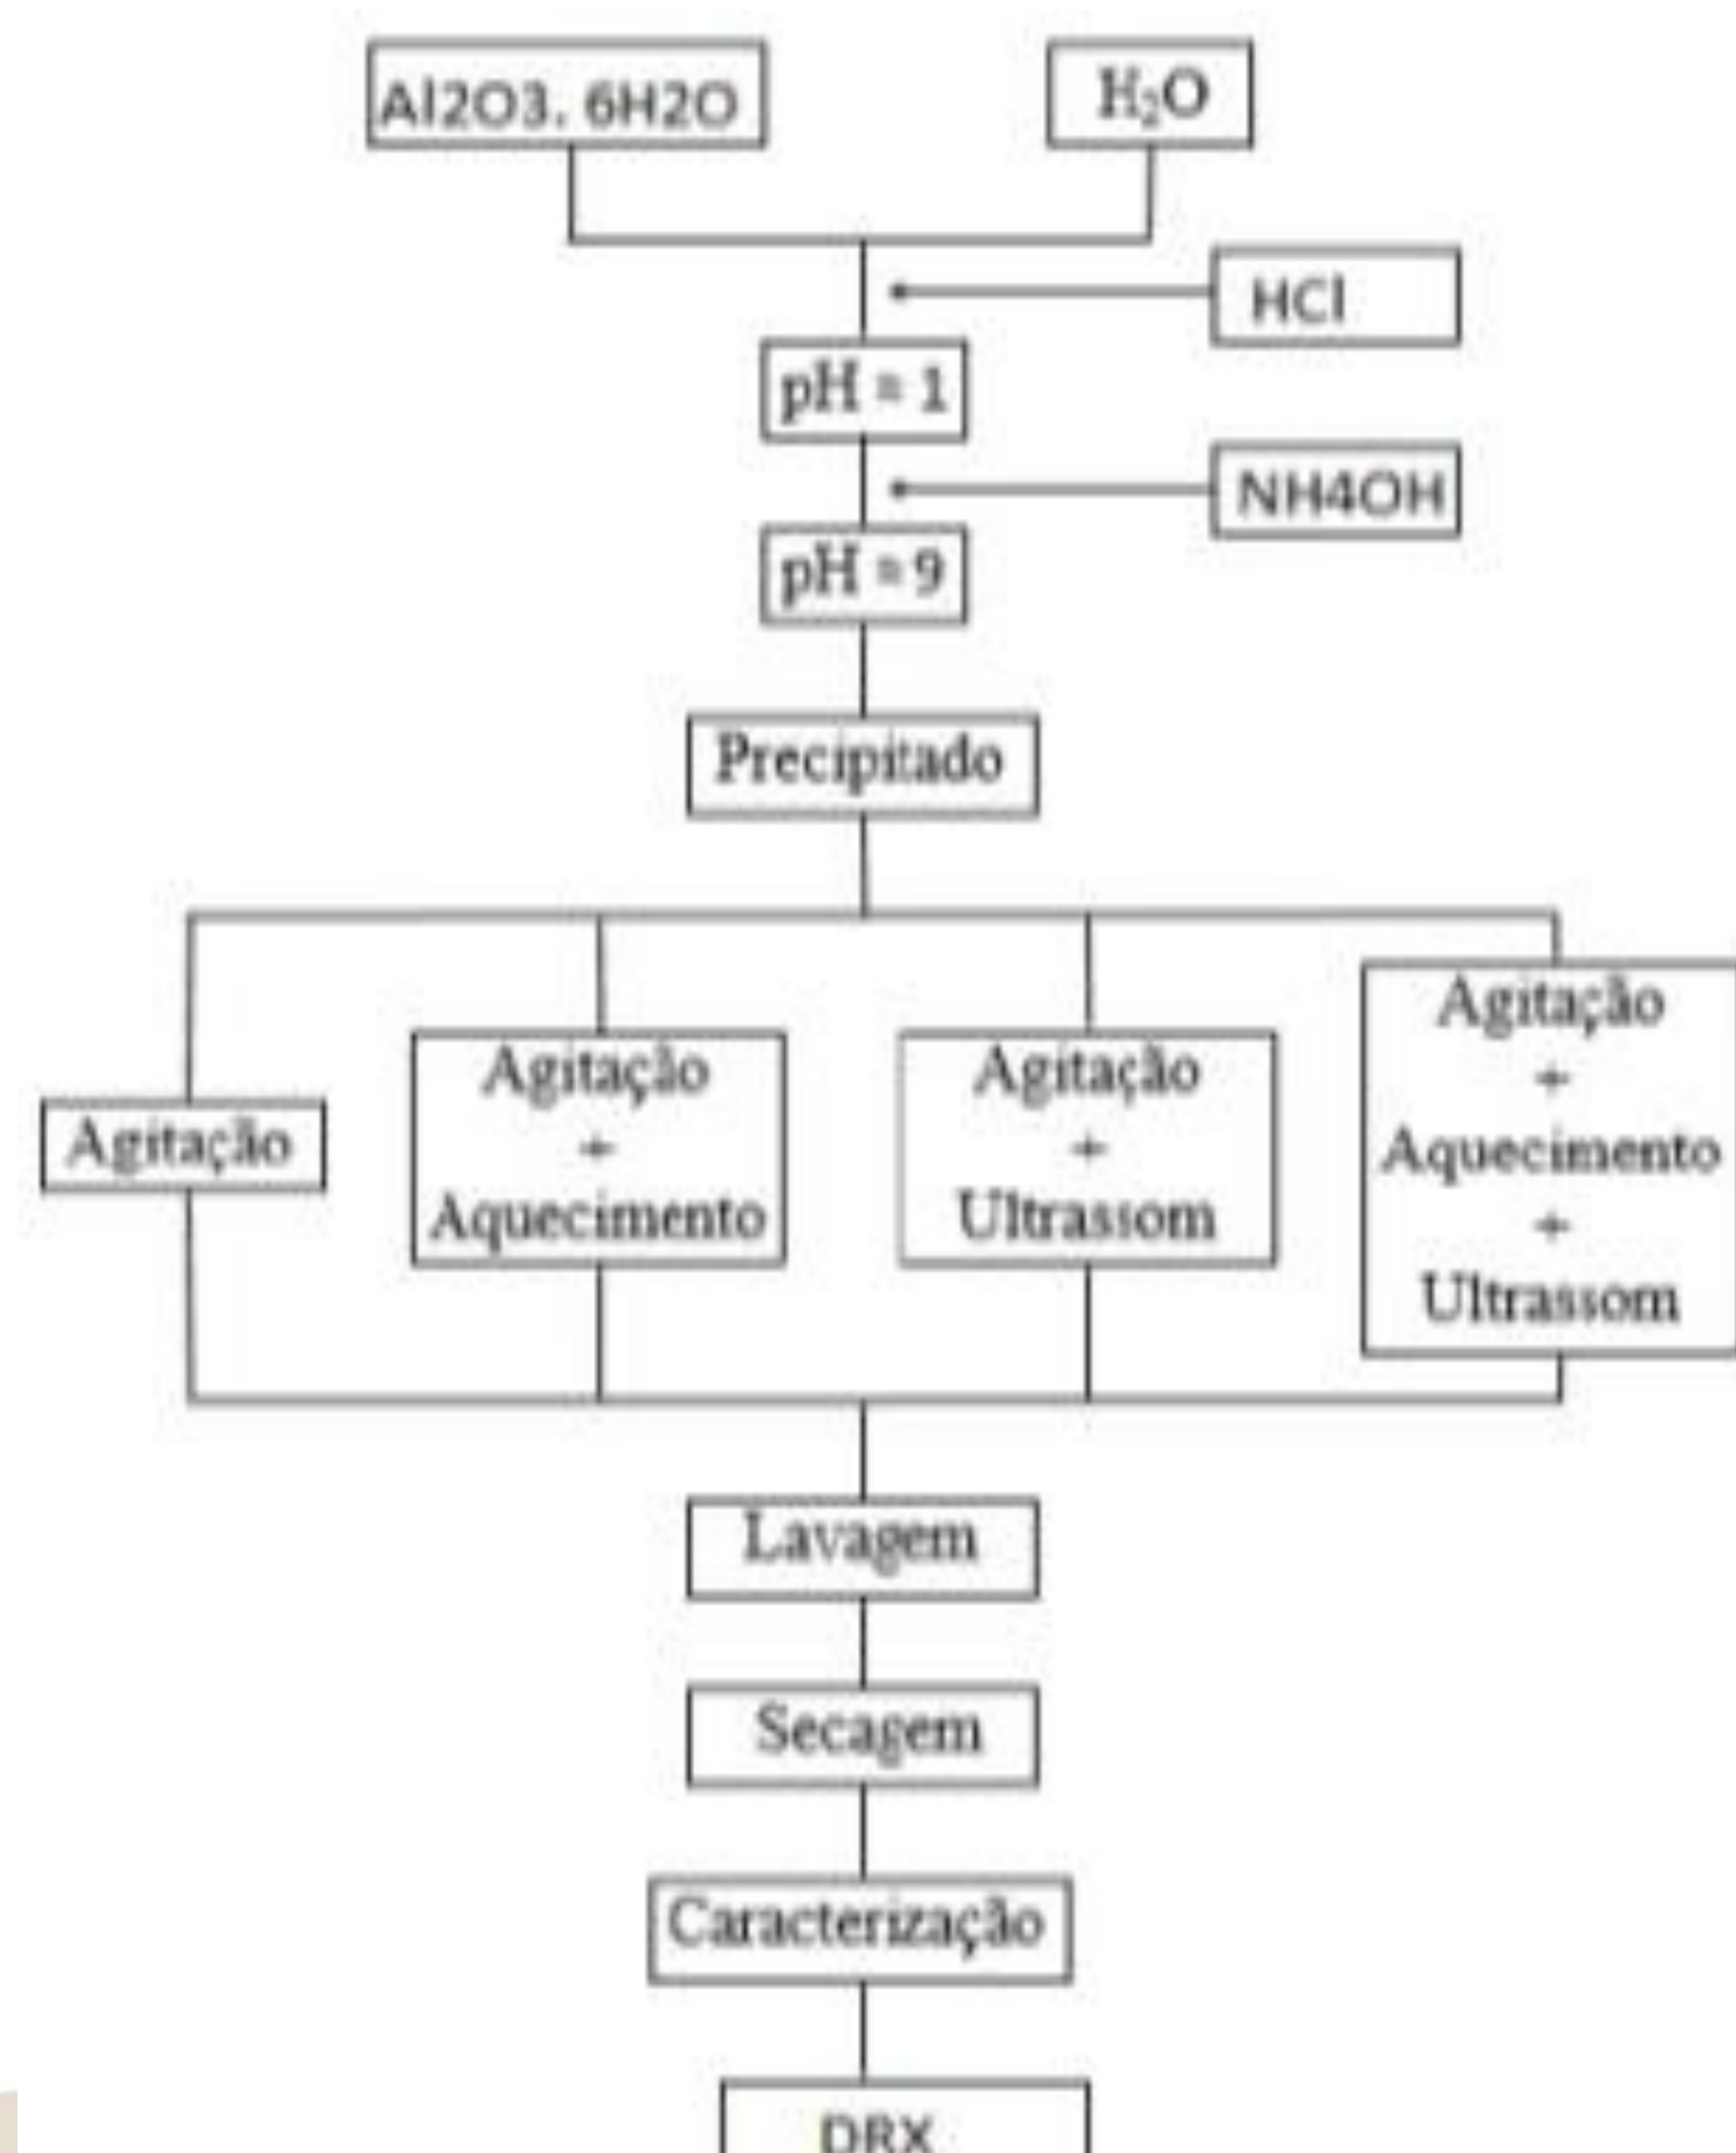 Al2O3. 6H2O
H₂O
HCl
pH ≈ 1
NH4OH
pH ≈ 9
Precipitado
Agitação
Agitação
+
Aquecimento
Agitação
+
Ultrassom
Agitação
+
Aquecimento
+
Ultrassom
Lavagem
Secagem
Caracterização
DRX